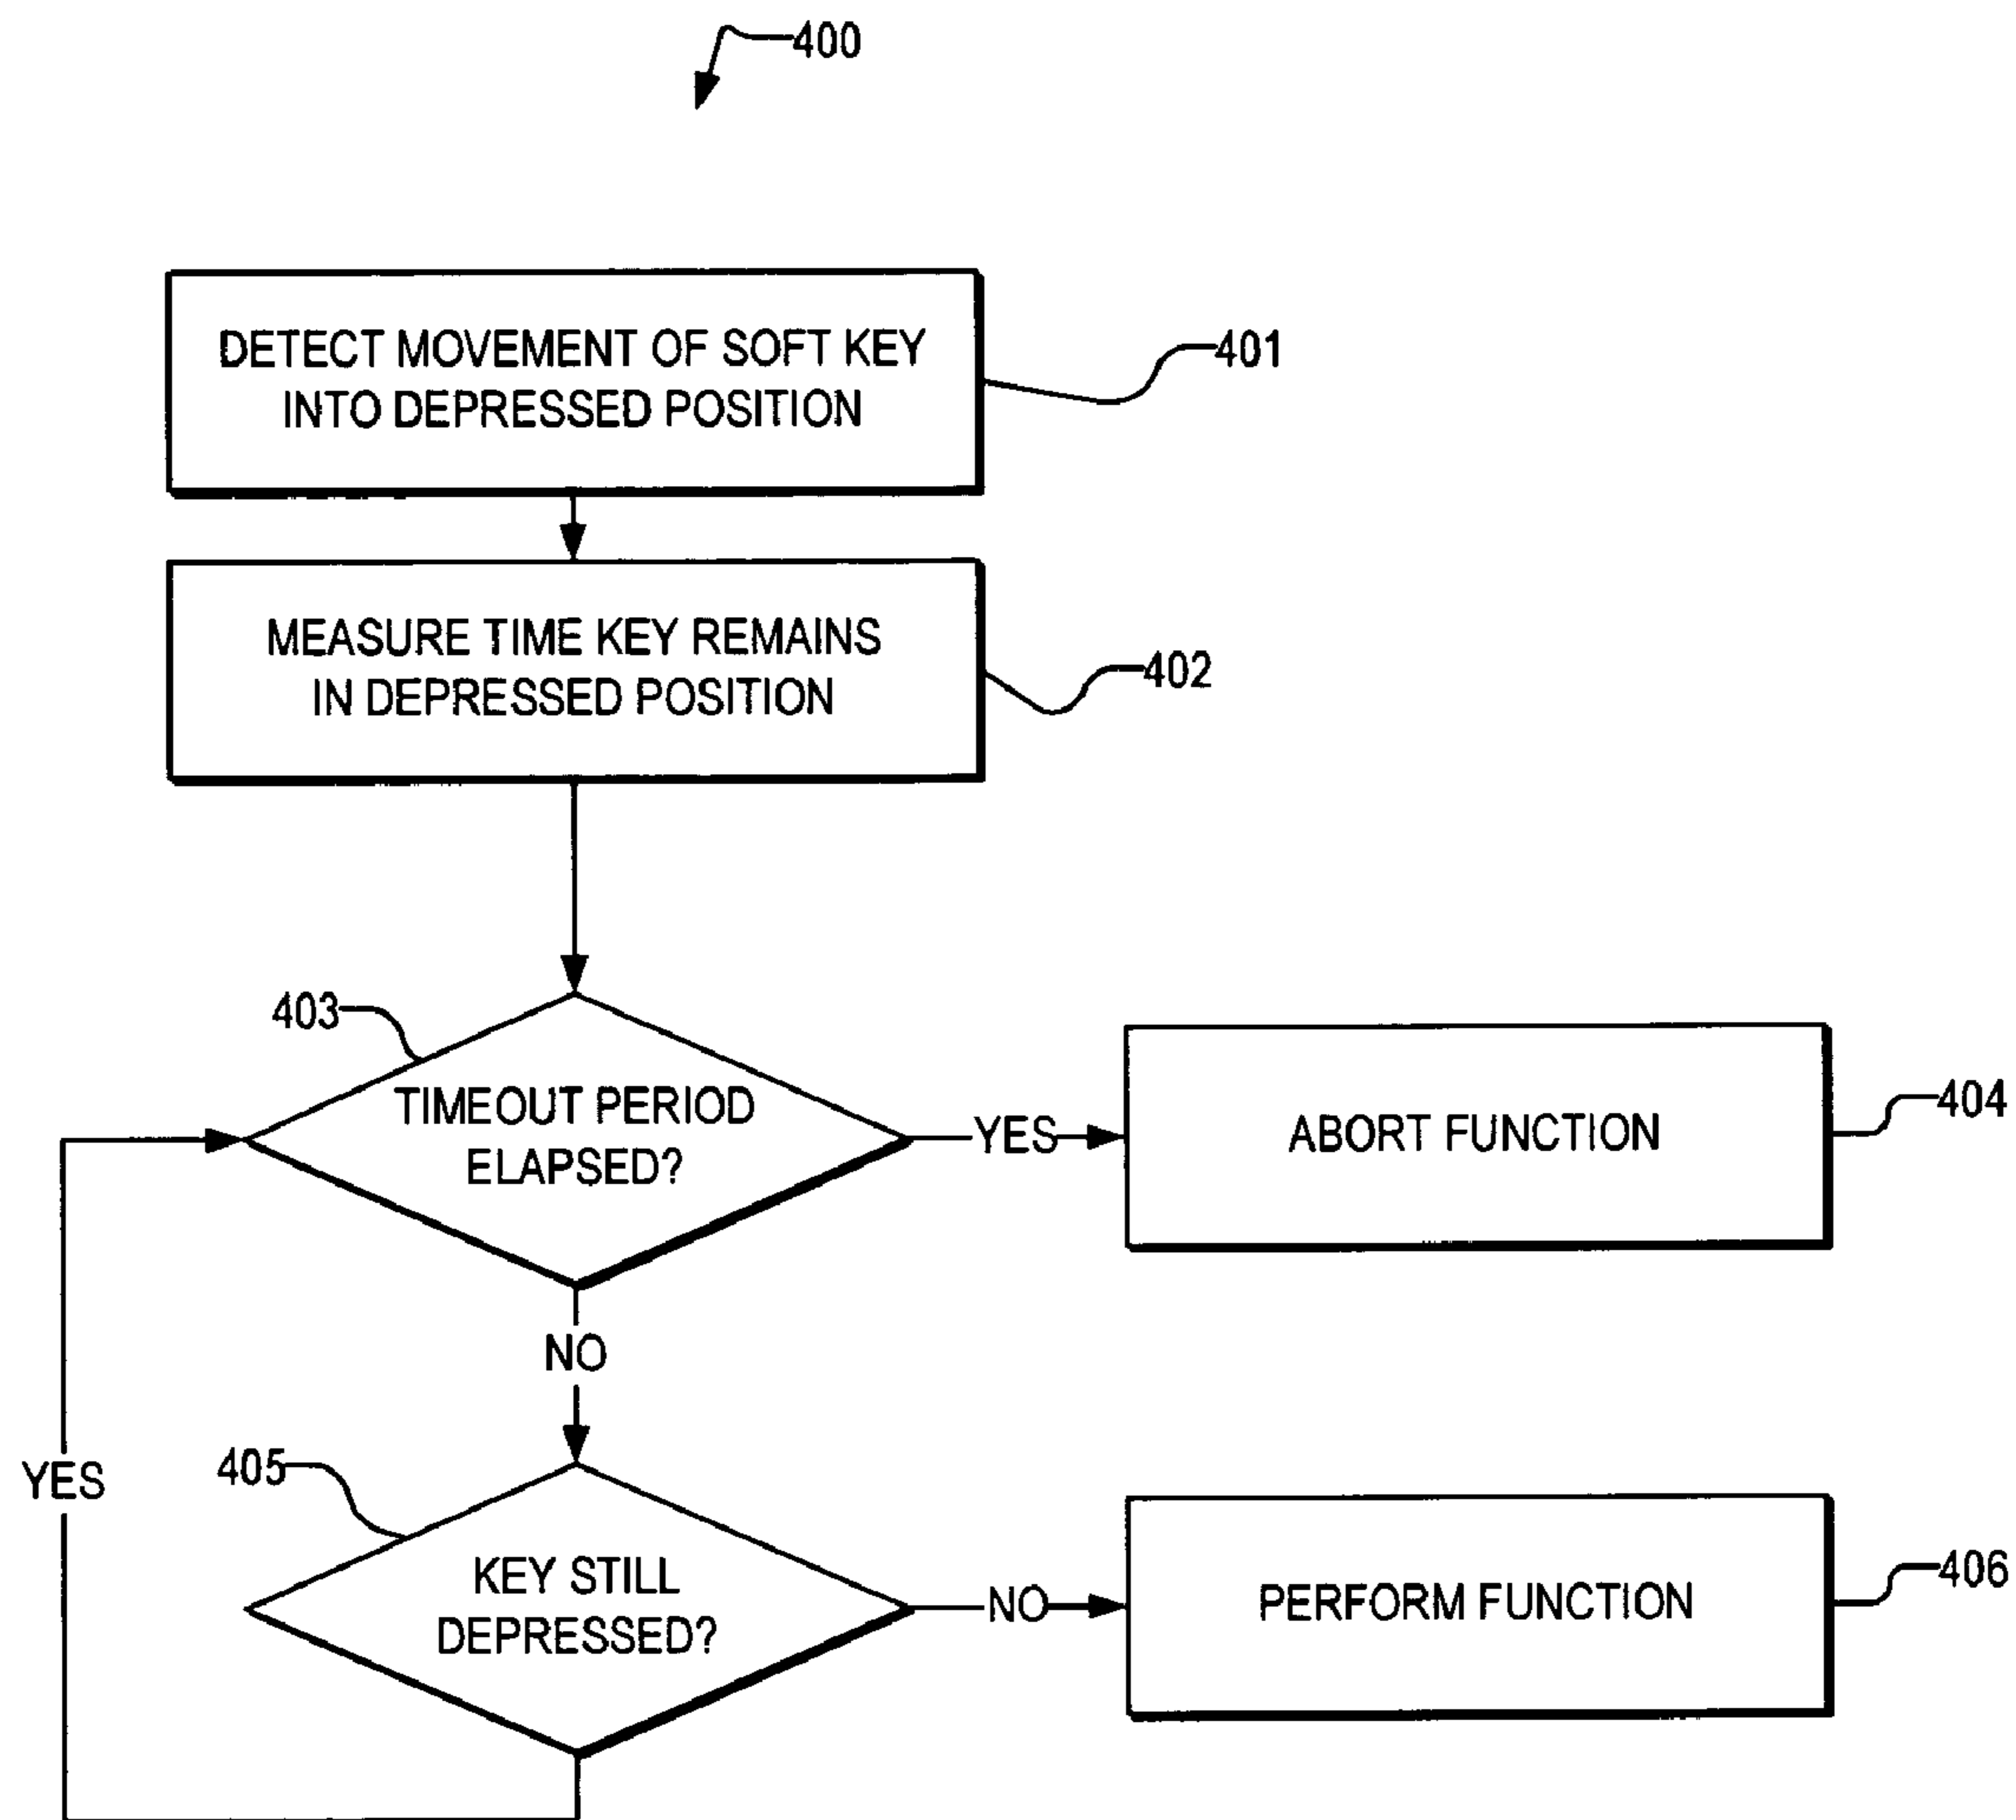 400
DETECT MOVEMENT OF SOFT KEY
INTO DEPRESSED POSITION
401
MEASURE TIME KEY REMAINS
IN DEPRESSED POSITION
402
403
TIMEOUT PERIOD
ELAPSED?
YES
ABORT FUNCTION
404
NO
YES
405
KEY STILL
DEPRESSED?
NO
PERFORM FUNCTION
406